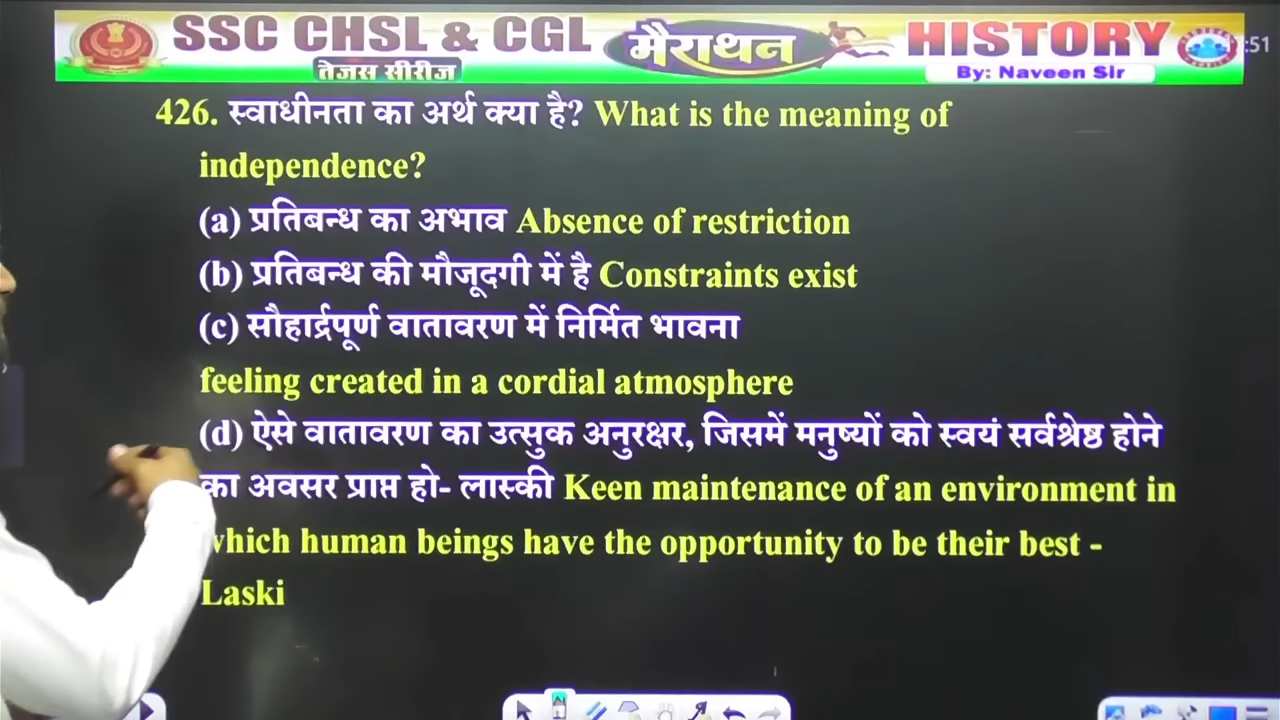 SSC CHSL & CGL मैराथन HISTORY :51
तेजस सीरीज By: Naveen Sir
426. स्वाधीनता का अर्थ क्या है? What is the meaning of
independence?
(a) प्रतिबन्ध का अभाव Absence of restriction
(b) प्रतिबन्ध की मौजूदगी में है Constraints exist
(c) सौहार्द्रपूर्ण वातावरण में निर्मित भावना
feeling created in a cordial atmosphere
(d) ऐसे वातावरण का उत्सुक अनुरक्षर, जिसमें मनुष्यों को स्वयं सर्वश्रेष्ठ होने
का अवसर प्राप्त हो- लास्की Keen maintenance of an environment in
which human beings have the opportunity to be their best -
Laski